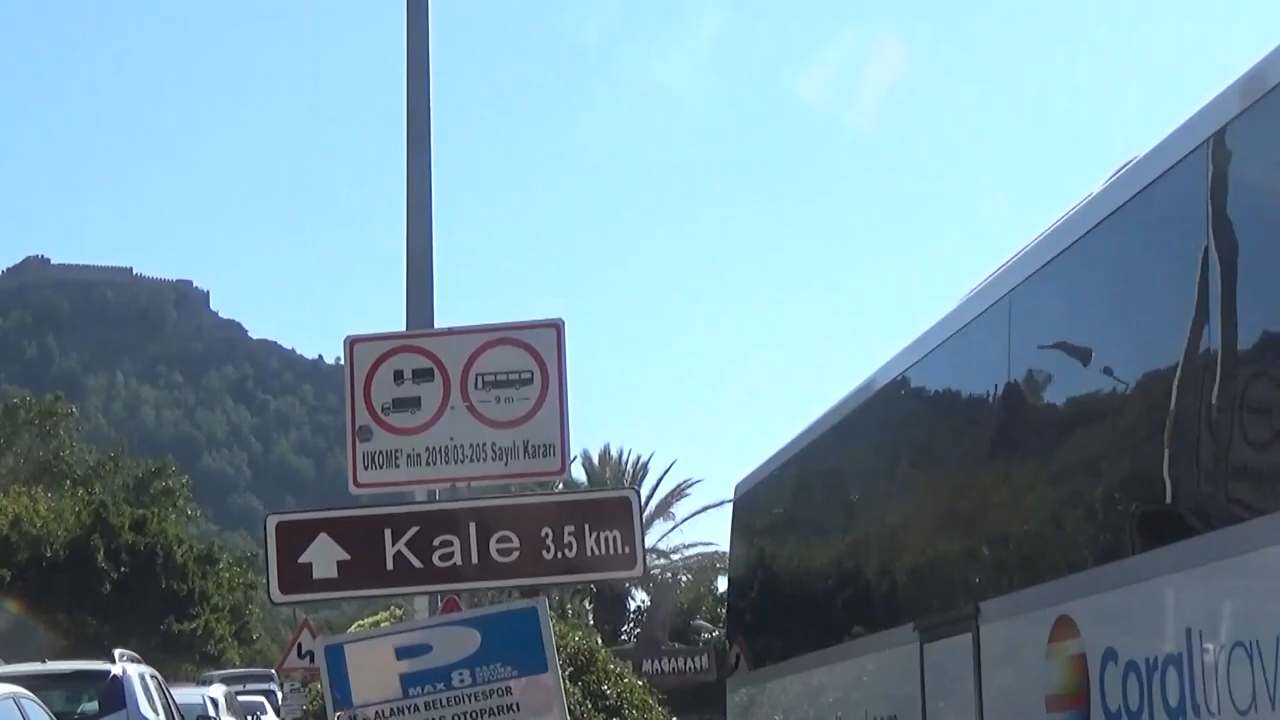 9 m
UKOME' nin 2018/03-205 Sayılı Kararı
Kale 3.5 km.
P
MAX 8
ALANYA BELEDİYESPOR
OTOPARKI
MAĞARASI
Coraltrav